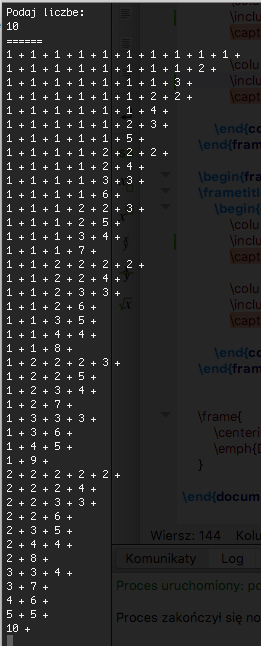 Podaj liczbe:
10
======
1 + 1 + 1 + 1 + 1 + 1 + 1 + 1 + 1 + 1 +
1 + 1 + 1 + 1 + 1 + 1 + 1 + 1 + 2 +
1 + 1 + 1 + 1 + 1 + 1 + 1 + 3 +
1 + 1 + 1 + 1 + 1 + 1 + 2 + 2 +
1 + 1 + 1 + 1 + 1 + 1 + 4 +
1 + 1 + 1 + 1 + 1 + 2 + 3 +
1 + 1 + 1 + 1 + 1 + 5 +
1 + 1 + 1 + 1 + 2 + 2 + 2 +
1 + 1 + 1 + 1 + 2 + 4 +
1 + 1 + 1 + 1 + 3 + 3 +
1 + 1 + 1 + 1 + 6 +
1 + 1 + 1 + 2 + 2 + 3 +
1 + 1 + 1 + 2 + 5 +
1 + 1 + 1 + 3 + 4 +
1 + 1 + 1 + 7 +
1 + 1 + 2 + 2 + 2 + 2 +
1 + 1 + 2 + 2 + 4 +
1 + 1 + 2 + 3 + 3 +
1 + 1 + 2 + 6 +
1 + 1 + 3 + 5 +
1 + 1 + 4 + 4 +
1 + 1 + 8 +
1 + 2 + 2 + 2 + 3 +
1 + 2 + 2 + 5 +
1 + 2 + 3 + 4 +
1 + 2 + 7 +
1 + 3 + 3 + 3 +
1 + 3 + 6 +
1 + 4 + 5 +
1 + 9 +
2 + 2 + 2 + 2 + 2 +
2 + 2 + 2 + 4 +
2 + 2 + 3 + 3 +
2 + 2 + 6 +
2 + 3 + 5 +
2 + 4 + 4 +
2 + 8 +
3 + 3 + 4 +
3 + 7 +
4 + 6 +
5 + 5 +
10 +
\inclu
\capt
\colu
\inclu
\capt
\end{c
\end{fram
\begin{fra
\frametitl
\begin{
\colu
\inclu
\capt
\colu
\inclu
\capt
\end{co
\end{fram
\frame{
\centeri
\emph{D
}
\end{docum
Wiersz: 144 Kolu
Komunikaty Log
Proces uruchomiony: po
Proces zakończył się no